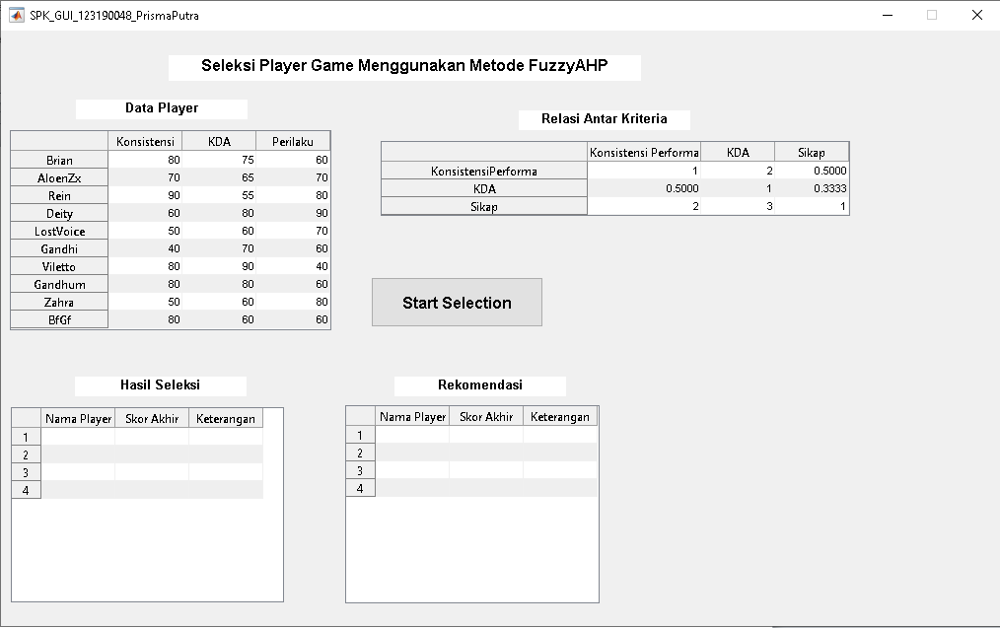 SPK_GUI_123190048_PrismaPutra
Seleksi Player Game Menggunakan Metode FuzzyAHP
Data Player
Konsistensi KDA Perilaku
Brian 80 75 60
AloenZx 70 65 70
Rein 90 55 80
Deity 60 80 90
LostVoice 50 60 70
Gandhi 40 70 60
Viletto 80 90 40
Gandhum 80 80 60
Zahra 50 60 80
BfGf 80 60 60
Relasi Antar Kriteria
Konsistensi Performa KDA Sikap
KonsistensiPerforma 1 2 0.5000
KDA 0.5000 1 0.3333
Sikap 2 3 1
Start Selection
Hasil Seleksi
Nama Player Skor Akhir Keterangan
1
2
3
4
Rekomendasi
Nama Player Skor Akhir Keterangan
1
2
3
4